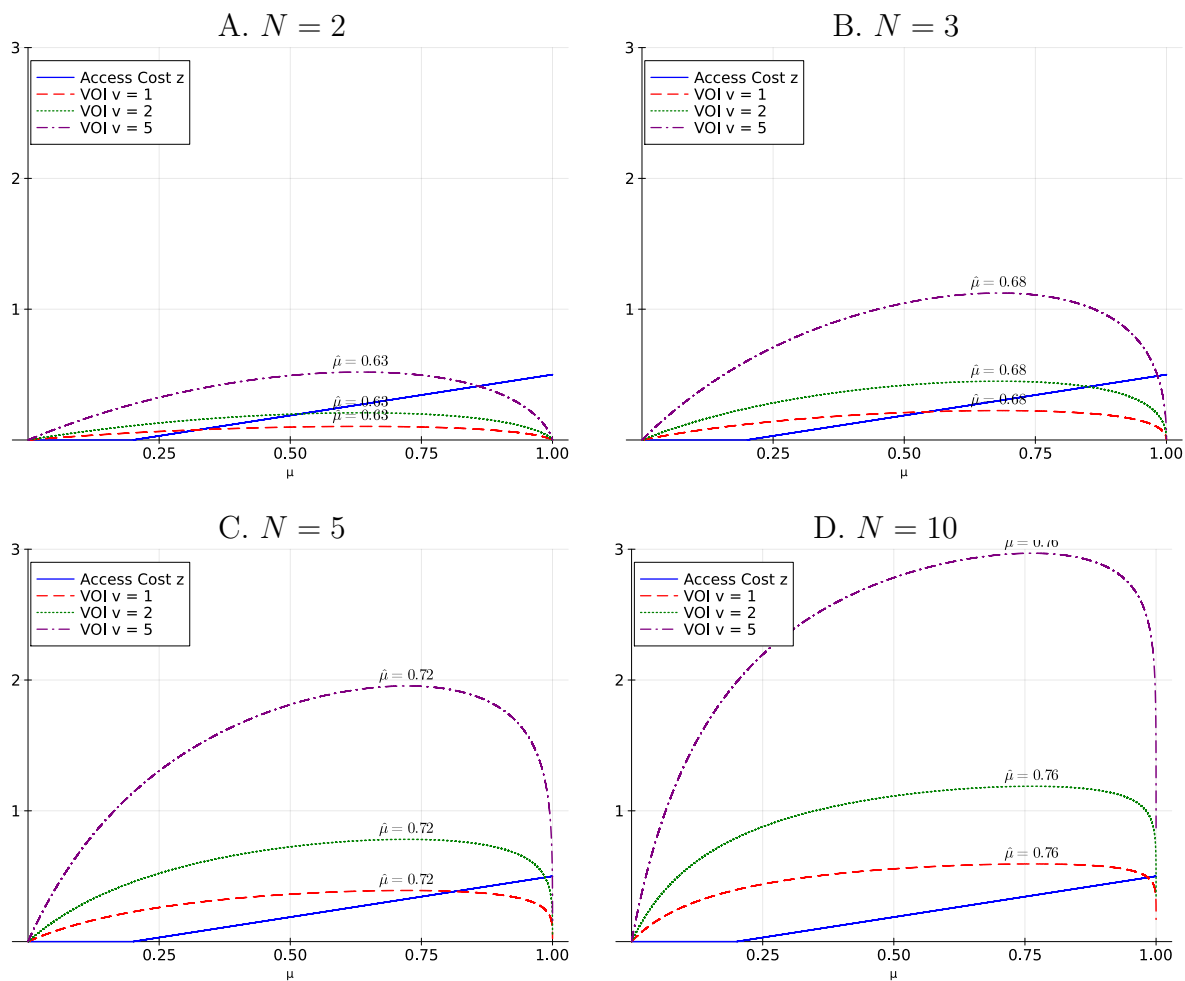 A. N = 2
3
2
1
Access Cost z
VOI v = 1
VOI v = 2
VOI v = 5
μ̂ = 0.63
μ̂ = 0.63
μ̂ = 0.63
0.25 0.50 0.75 1.00
μ
B. N = 3
3
2
1
Access Cost z
VOI v = 1
VOI v = 2
VOI v = 5
μ̂ = 0.68
μ̂ = 0.68
μ̂ = 0.68
0.25 0.50 0.75 1.00
μ
C. N = 5
3
2
1
Access Cost z
VOI v = 1
VOI v = 2
VOI v = 5
μ̂ = 0.72
μ̂ = 0.72
μ̂ = 0.72
0.25 0.50 0.75 1.00
μ
D. N = 10
3
2
1
μ̂ = 0.76
Access Cost z
VOI v = 1
VOI v = 2
VOI v = 5
μ̂ = 0.76
μ̂ = 0.76
0.25 0.50 0.75 1.00
μ